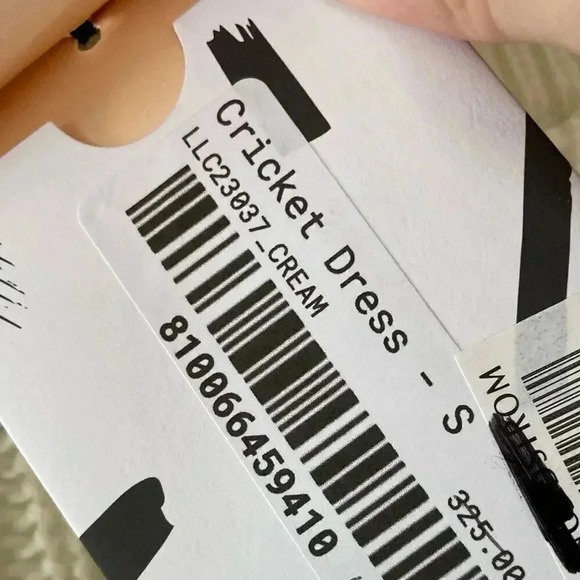 Cricket Dress - S
LLC23037_CREAM
810066459410
325.00